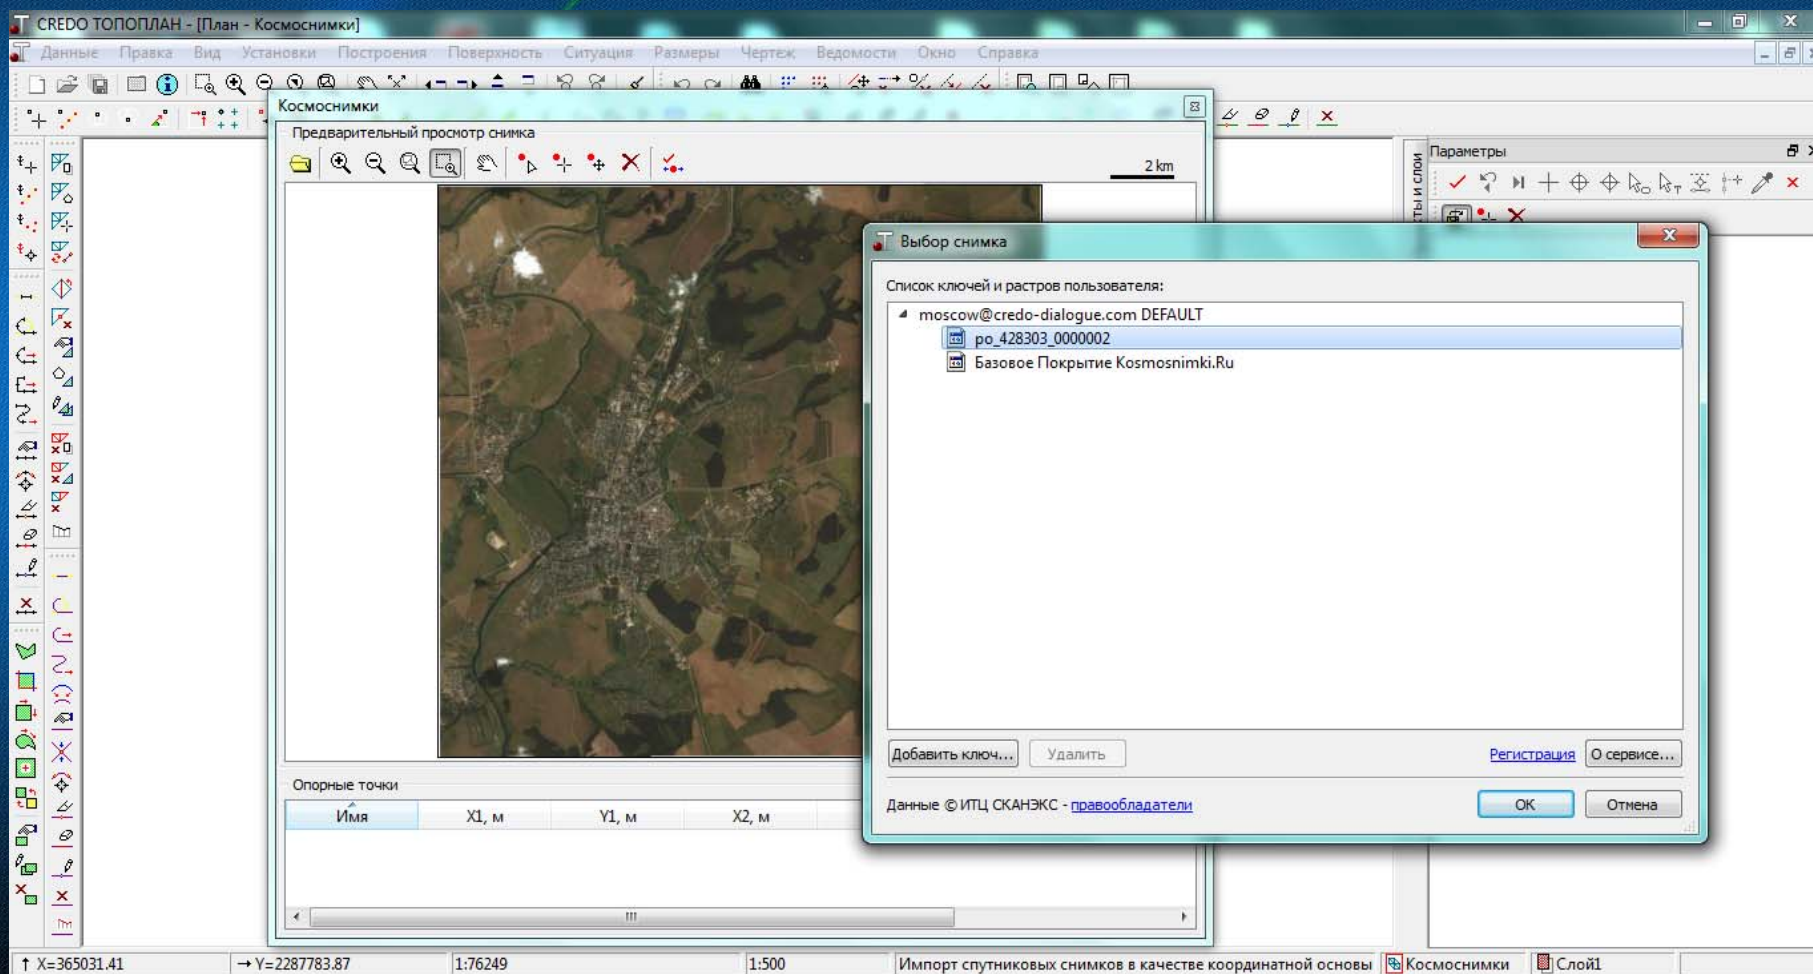 CREDO ТОПОПЛАН - [План - Космоснимки]
Данные Правка Вид Установки Построения Поверхность Ситуация Размеры Чертеж Ведомости Окно Справка
Космоснимки
Предварительный просмотр снимка
2 km
Параметры
Выбор снимка
Список ключей и растров пользователя:
moscow@credo-dialogue.com DEFAULT
po_428303_0000002
Базовое Покрытие Kosmosnimki.Ru
Добавить ключ... Удалить Регистрация О сервисе...
Данные © ИТЦ СКАНЭКС - правообладатели OK Отмена
Опорные точки
Имя X1, м Y1, м X2, м
X=365031.41 Y=2287783.87 1:76249 1:500 Импорт спутниковых снимков в качестве координатной основы Космоснимки Слой1